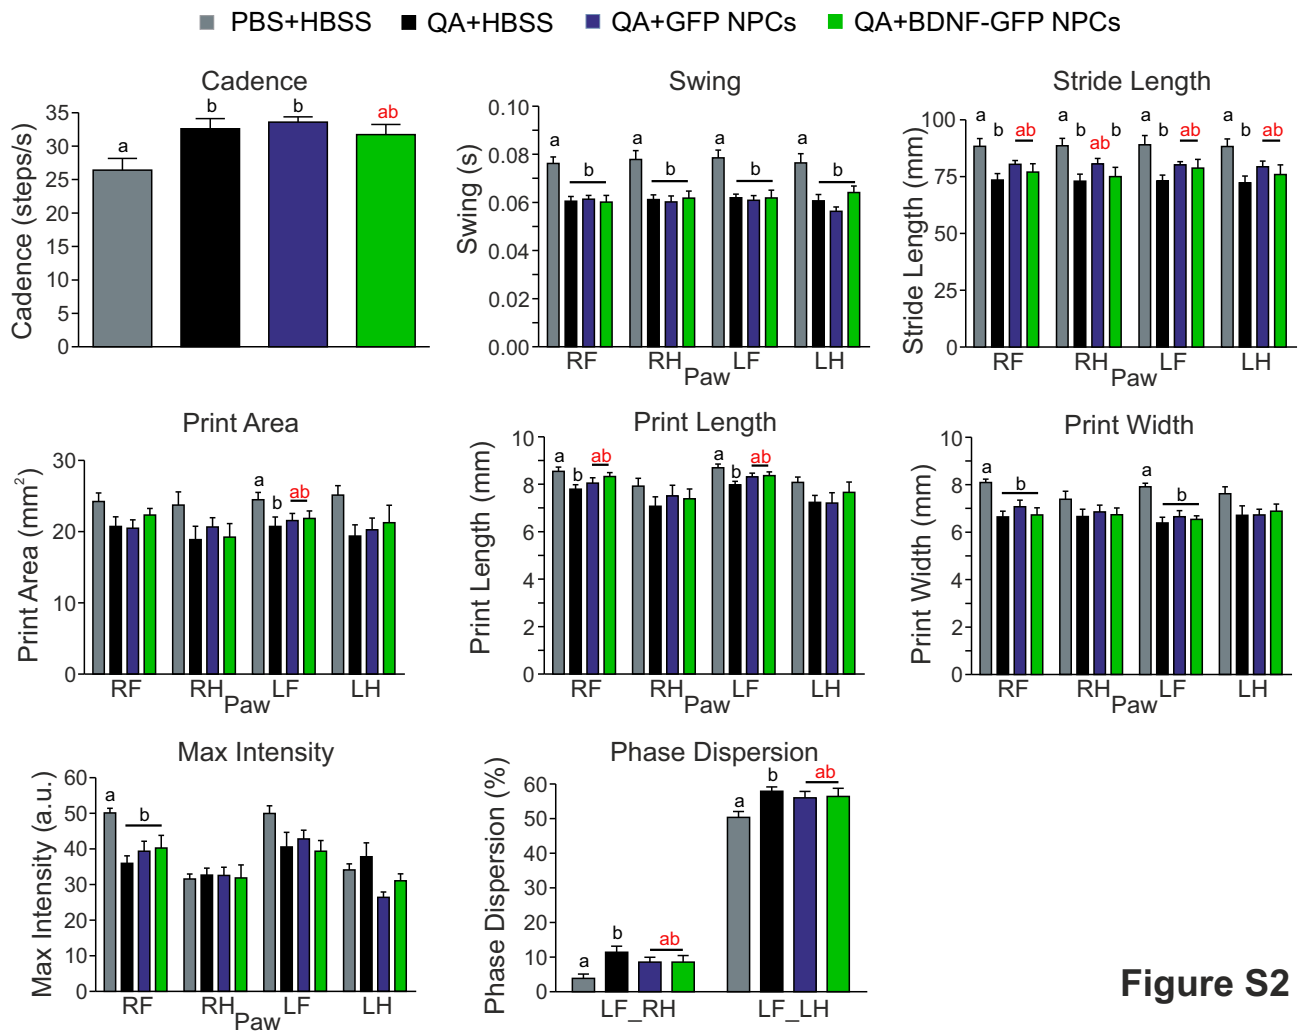 PBS+HBSS QA+HBSS QA+GFP NPCs QA+BDNF-GFP NPCs
Cadence
Cadence (steps/s)
35
30
25
20
15
10
5
0
a b b ab
Swing
Swing (s)
0.10
0.08
0.06
0.04
0.02
0.00
a b a b a b a b
RF RH LF LH
Paw
Stride Length
Stride Length (mm)
100
75
50
25
0
a b ab a b ab b a b ab a b ab
RF RH LF LH
Paw
Print Area
Print Area (mm²)
30
20
10
0
a b ab
RF RH LF LH
Paw
Print Length
Print Length (mm)
10
8
6
4
2
0
a b ab a b ab
RF RH LF LH
Paw
Print Width
Print Width (mm)
10
8
6
4
2
0
a b a b
RF RH LF LH
Paw
Max Intensity
Max Intensity (a.u.)
60
50
40
30
20
10
0
a b
RF RH LF LH
Paw
Phase Dispersion
Phase Dispersion (%)
60
50
40
30
20
10
0
a b ab a b ab
LF_RH LF_LH
Figure S2